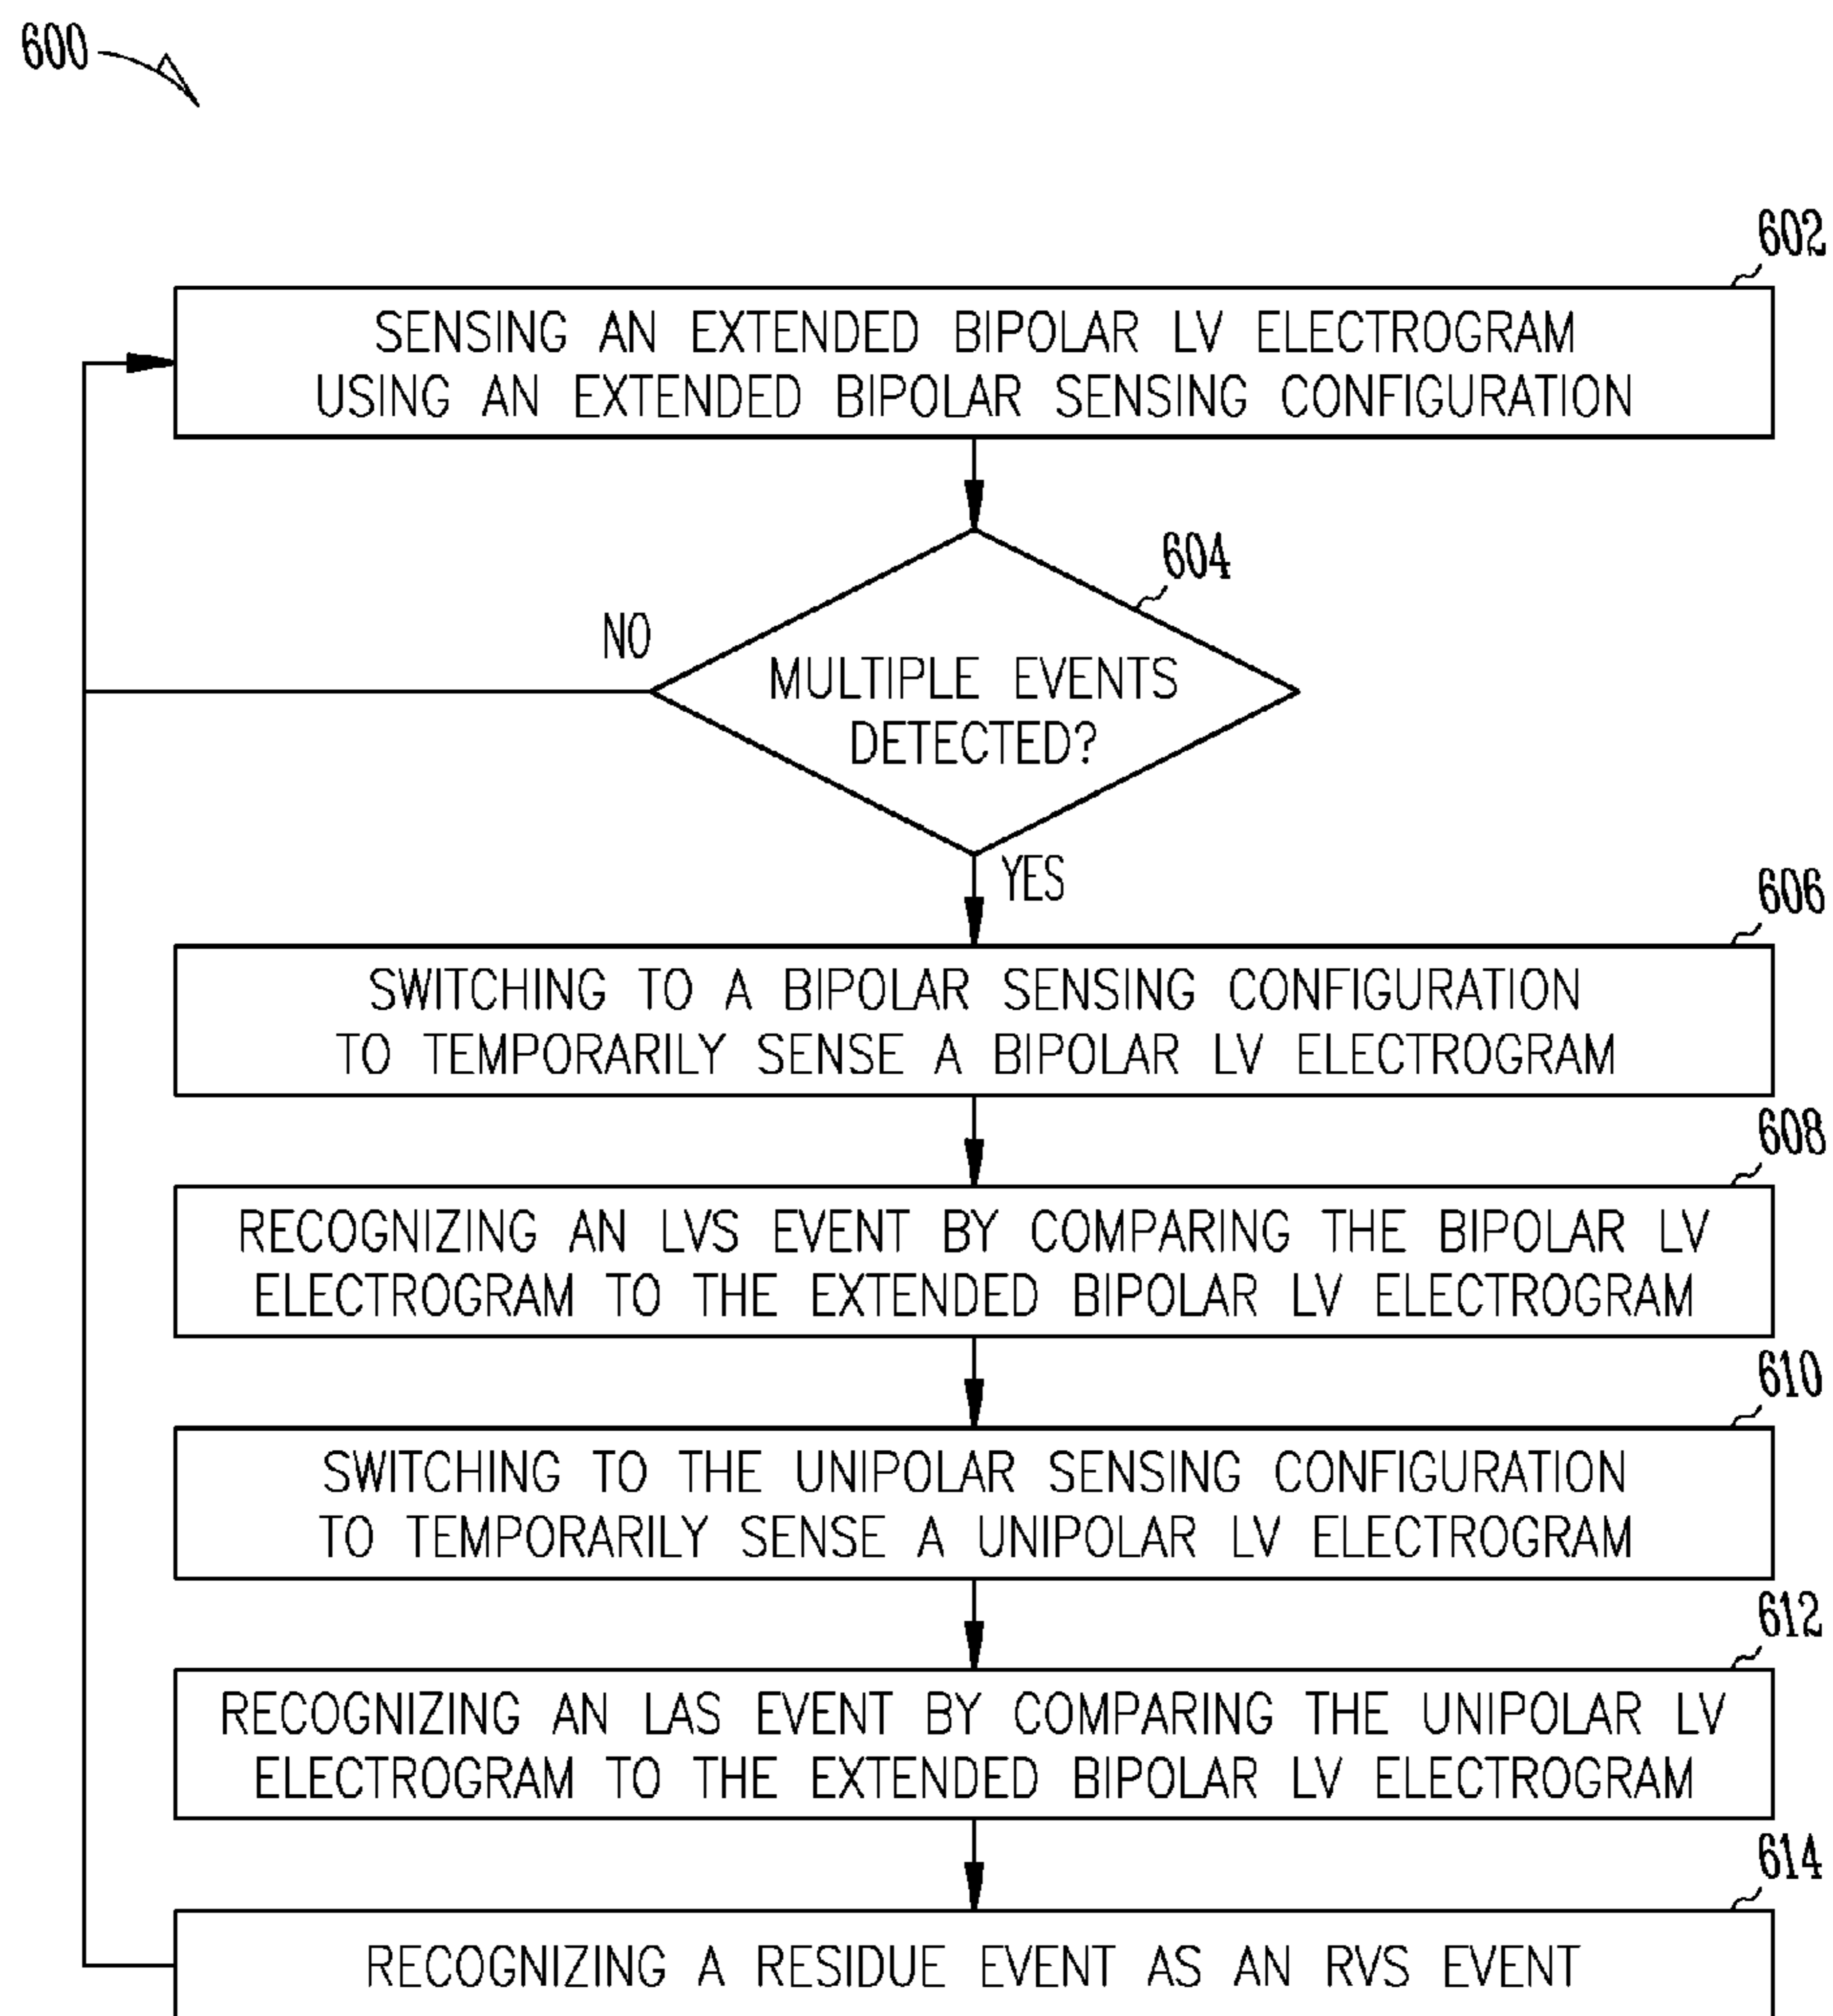 600
602
SENSING AN EXTENDED BIPOLAR LV ELECTROGRAM
USING AN EXTENDED BIPOLAR SENSING CONFIGURATION
604
NO
MULTIPLE EVENTS
DETECTED?
YES
606
SWITCHING TO A BIPOLAR SENSING CONFIGURATION
TO TEMPORARILY SENSE A BIPOLAR LV ELECTROGRAM
608
RECOGNIZING AN LVS EVENT BY COMPARING THE BIPOLAR LV
ELECTROGRAM TO THE EXTENDED BIPOLAR LV ELECTROGRAM
610
SWITCHING TO THE UNIPOLAR SENSING CONFIGURATION
TO TEMPORARILY SENSE A UNIPOLAR LV ELECTROGRAM
612
RECOGNIZING AN LAS EVENT BY COMPARING THE UNIPOLAR LV
ELECTROGRAM TO THE EXTENDED BIPOLAR LV ELECTROGRAM
614
RECOGNIZING A RESIDUE EVENT AS AN RVS EVENT